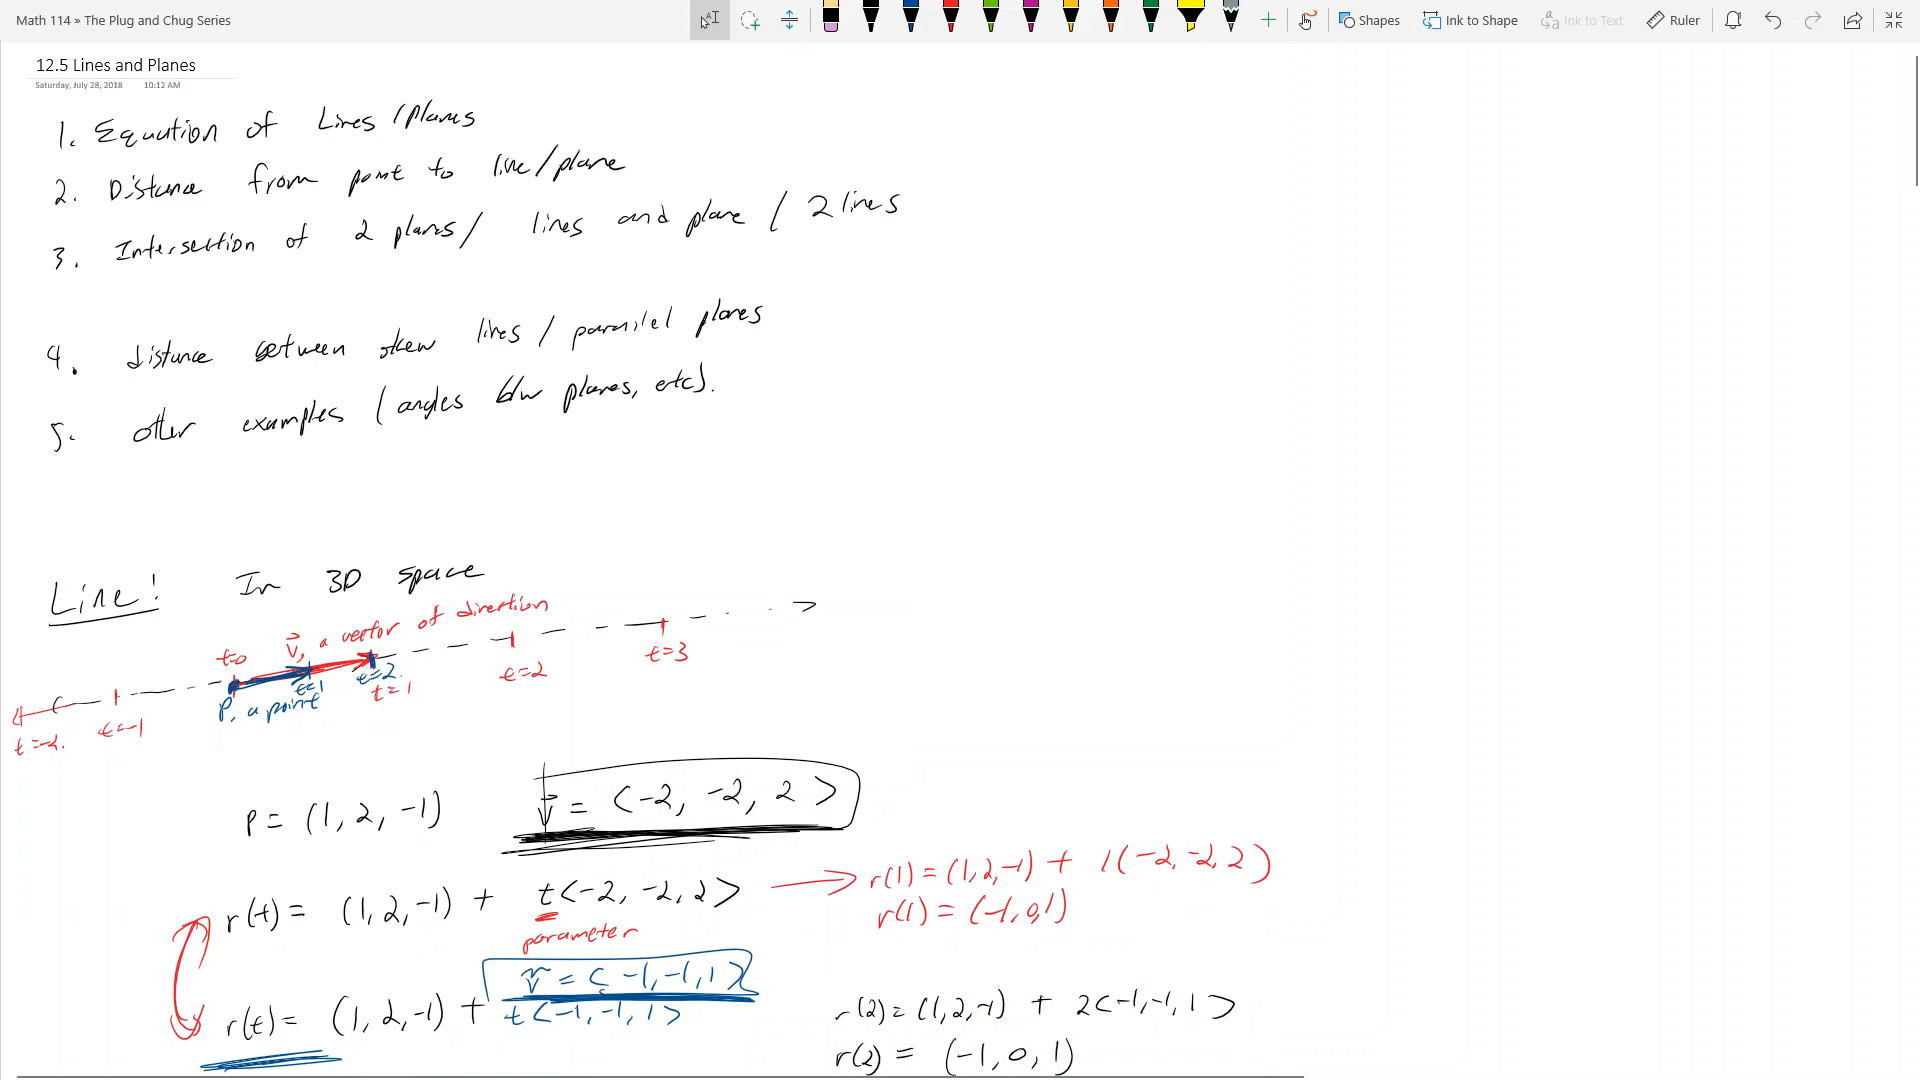 Math 114 » The Plug and Chug Series
Shapes
Ink to Shape
Ink to Text
Ruler
12.5 Lines and Planes
Saturday, July 28, 2018 10:12 AM
1. Equation of Lines / planes
2. Distance from point to line/plane
3. Intersection of 2 planes / lines and plane / 2 lines
4. distance between skew lines / parallel planes
5. other examples (angles b/w planes, etc).
Line! In 3D space
v, a vector of direction
t=0
t=3
t=2
t=2.
t=1
t=1
P, a point
t=-1
t=-2.
P = (1, 2, -1) v = <-2, -2, 2>
r(t) = (1, 2, -1) + t<-2, -2, 2>
r(1) = (1, 2, -1) + 1(-2, -2, 2)
r(1) = (-1, 0, 1)
parameter
v = <-1, -1, 1>
r(t) = (1, 2, -1) + t<-1, -1, 1>
r(2) = (1, 2, -1) + 2<-1, -1, 1>
r(2) = (-1, 0, 1)